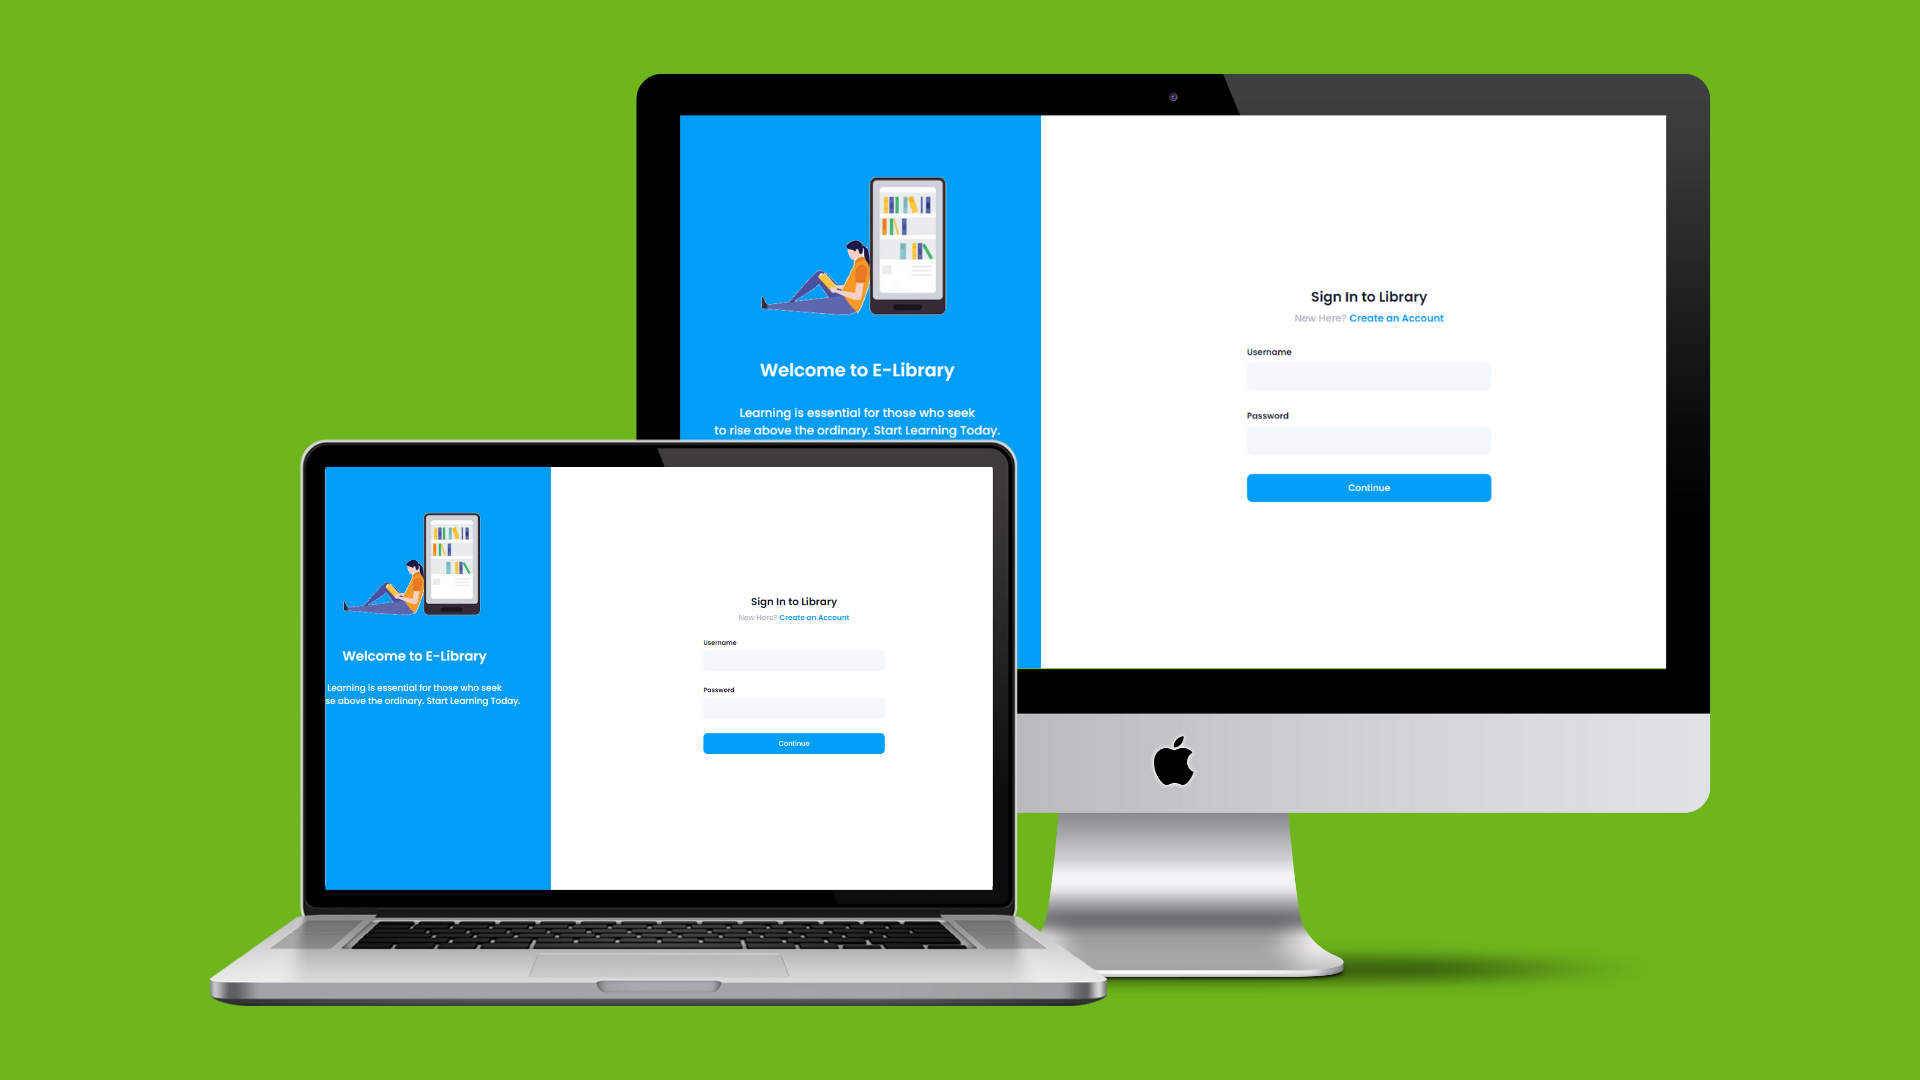 Welcome to E-Library
Learning is essential for those who seek
to rise above the ordinary. Start Learning Today.
Sign In to Library
New Here? Create an Account
Username
Password
Continue
Welcome to E-Library
Learning is essential for those who seek
se above the ordinary. Start Learning Today.
Sign In to Library
New Here? Create an Account
Username
Password
Continue